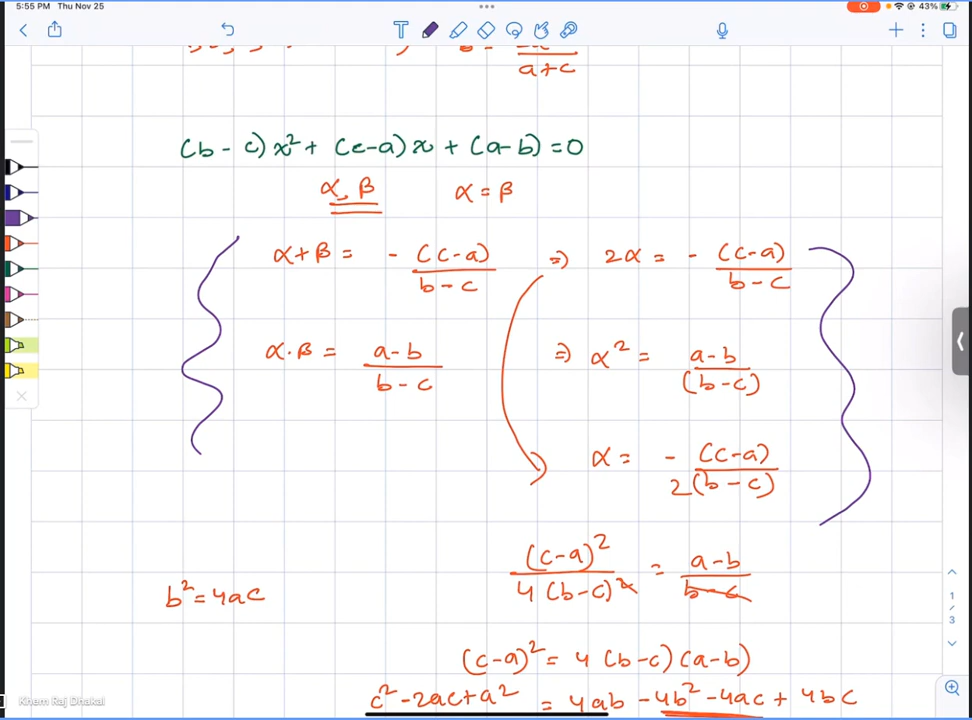 5:55 PM Thu Nov 25
43%
T
a+c
(b - c)x² + (c-a)x + (a-b) = 0
α, β α = β
α+β = - (c-a)/(b-c) ⇒ 2α = - (c-a)/(b-c)
α·β = (a-b)/(b-c) ⇒ α² = (a-b)/(b-c)
α = - (c-a)/2(b-c)
(c-a)²/4(b-c)² = (a-b)/(b-c)
b² = 4ac
1/3
(c-a)² = 4(b-c)(a-b)
c² - 2ac + a² = 4ab - 4b² - 4ac + 4bc
Khem Raj Dhakal